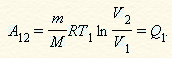 A₁₂ = m/M RT₁ ln V₂/V₁ = Q₁.